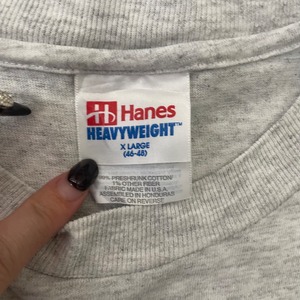 Hanes
HEAVYWEIGHT™
X LARGE
(46-48)
99% PRESHRUNK COTTON
1% OTHER FIBER
FABRIC MADE IN U.S.A.
ASSEMBLED IN HONDURAS
CARE ON REVERSE